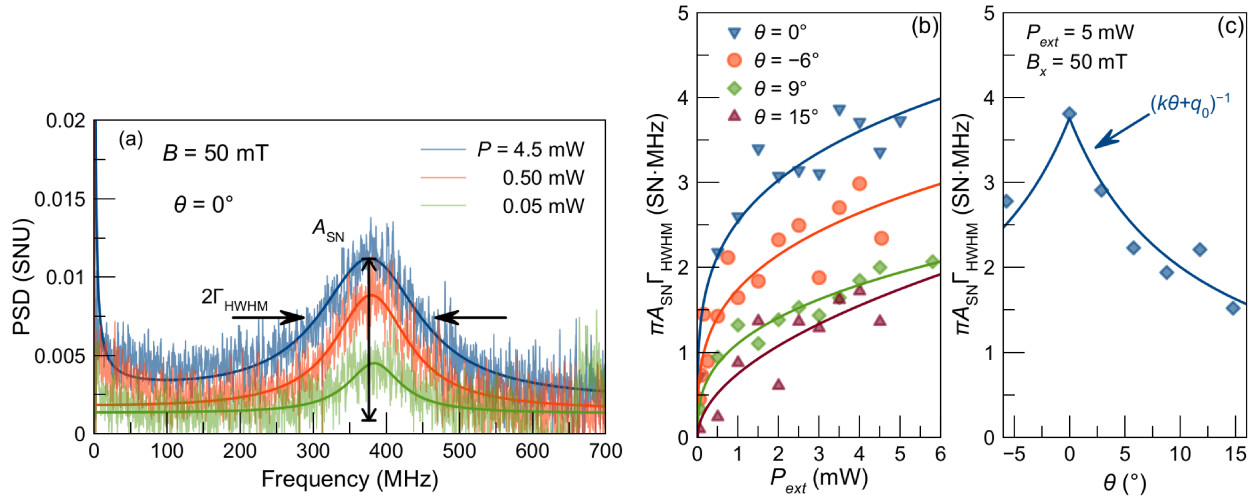 (a)
B = 50 mT
θ = 0°
P = 4.5 mW
0.50 mW
0.05 mW
A_SN
2Γ_HWHM
PSD (SNU)
0.02
0.015
0.01
0.005
0
0 100 200 300 400 500 600 700
Frequency (MHz)
(b)
θ = 0°
θ = −6°
θ = 9°
θ = 15°
πA_SNΓ_HWHM (SN·MHz)
5
4
3
2
1
0
0 1 2 3 4 5 6
P_ext (mW)
(c)
P_ext = 5 mW
B_x = 50 mT
(kθ+q_0)^−1
πA_SNΓ_HWHM (SN·MHz)
5
4
3
2
1
0
−5 0 5 10 15
θ (°)